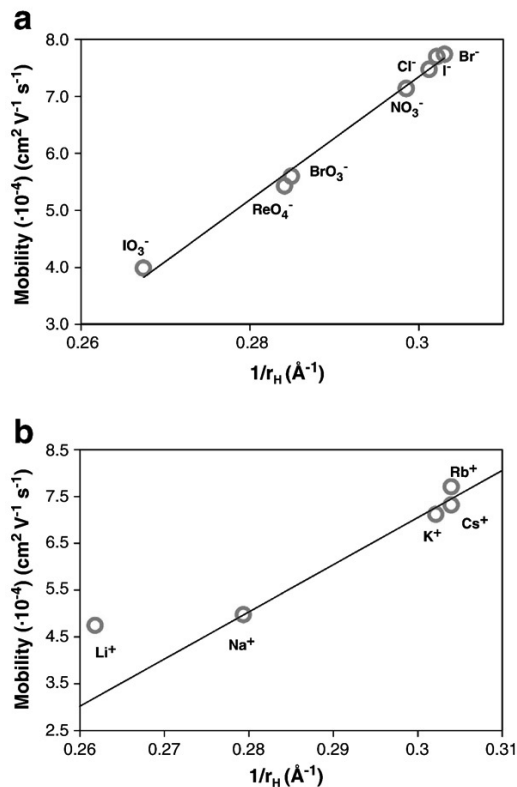 a
Mobility (·10⁻⁴) (cm² V⁻¹ s⁻¹)
8.0
7.0
6.0
5.0
4.0
3.0
Cl⁻
Br⁻
I⁻
NO₃⁻
BrO₃⁻
ReO₄⁻
IO₃⁻
0.26
0.28
0.3
1/r_H (Å⁻¹)
b
Mobility (·10⁻⁴) (cm² V⁻¹ s⁻¹)
8.5
7.5
6.5
5.5
4.5
3.5
2.5
Rb⁺
K⁺
Cs⁺
Na⁺
Li⁺
0.26
0.27
0.28
0.29
0.3
0.31
1/r_H (Å⁻¹)